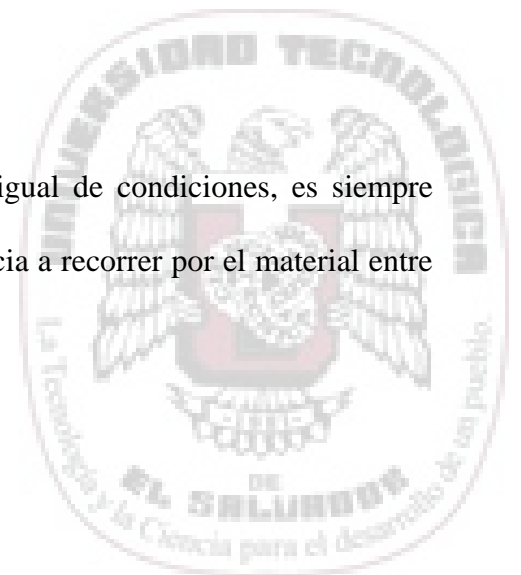 UNIVERSIDAD TECNOLOGICA
igual de condiciones, es siempre
cia a recorrer por el material entre
La Tecnología y la Ciencia para el desarrollo de un pueblo.
DE
EL SALVADOR